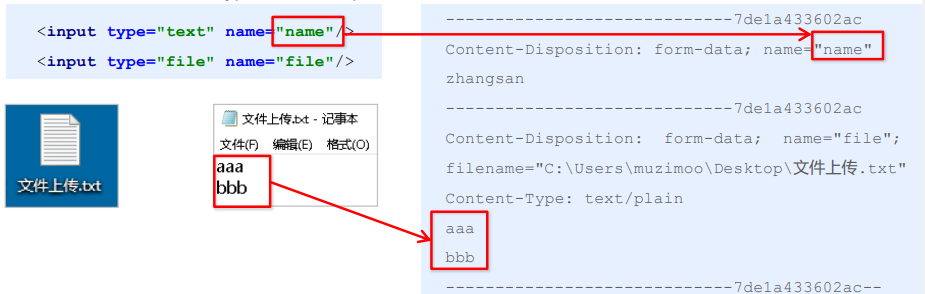 <input type="text" name="name"/>
<input type="file" name="file"/>
文件上传.txt
文件上传.txt - 记事本
文件(F) 编辑(E) 格式(O)
aaa
bbb
-----------------------------7de1a433602ac
Content-Disposition: form-data; name="name"
zhangsan
-----------------------------7de1a433602ac
Content-Disposition: form-data; name="file";
filename="C:\Users\muzimoo\Desktop\文件上传.txt"
Content-Type: text/plain
aaa
bbb
-----------------------------7de1a433602ac--